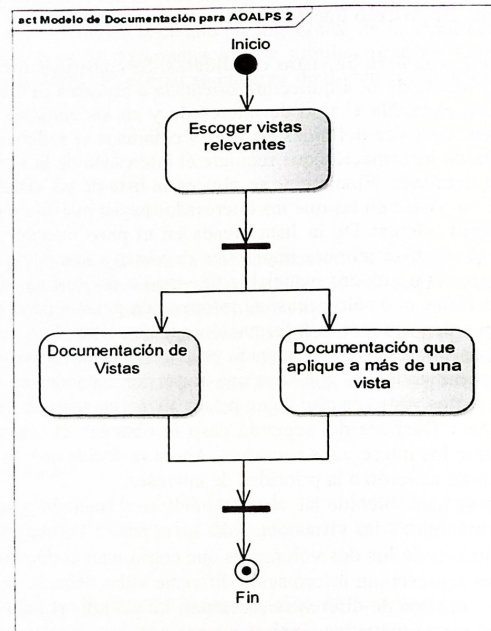 act Modelo de Documentación para AOALPS 2
Inicio
Escoger vistas
relevantes
Documentación de
Vistas
Documentación que
aplique a más de una
vista
Fin